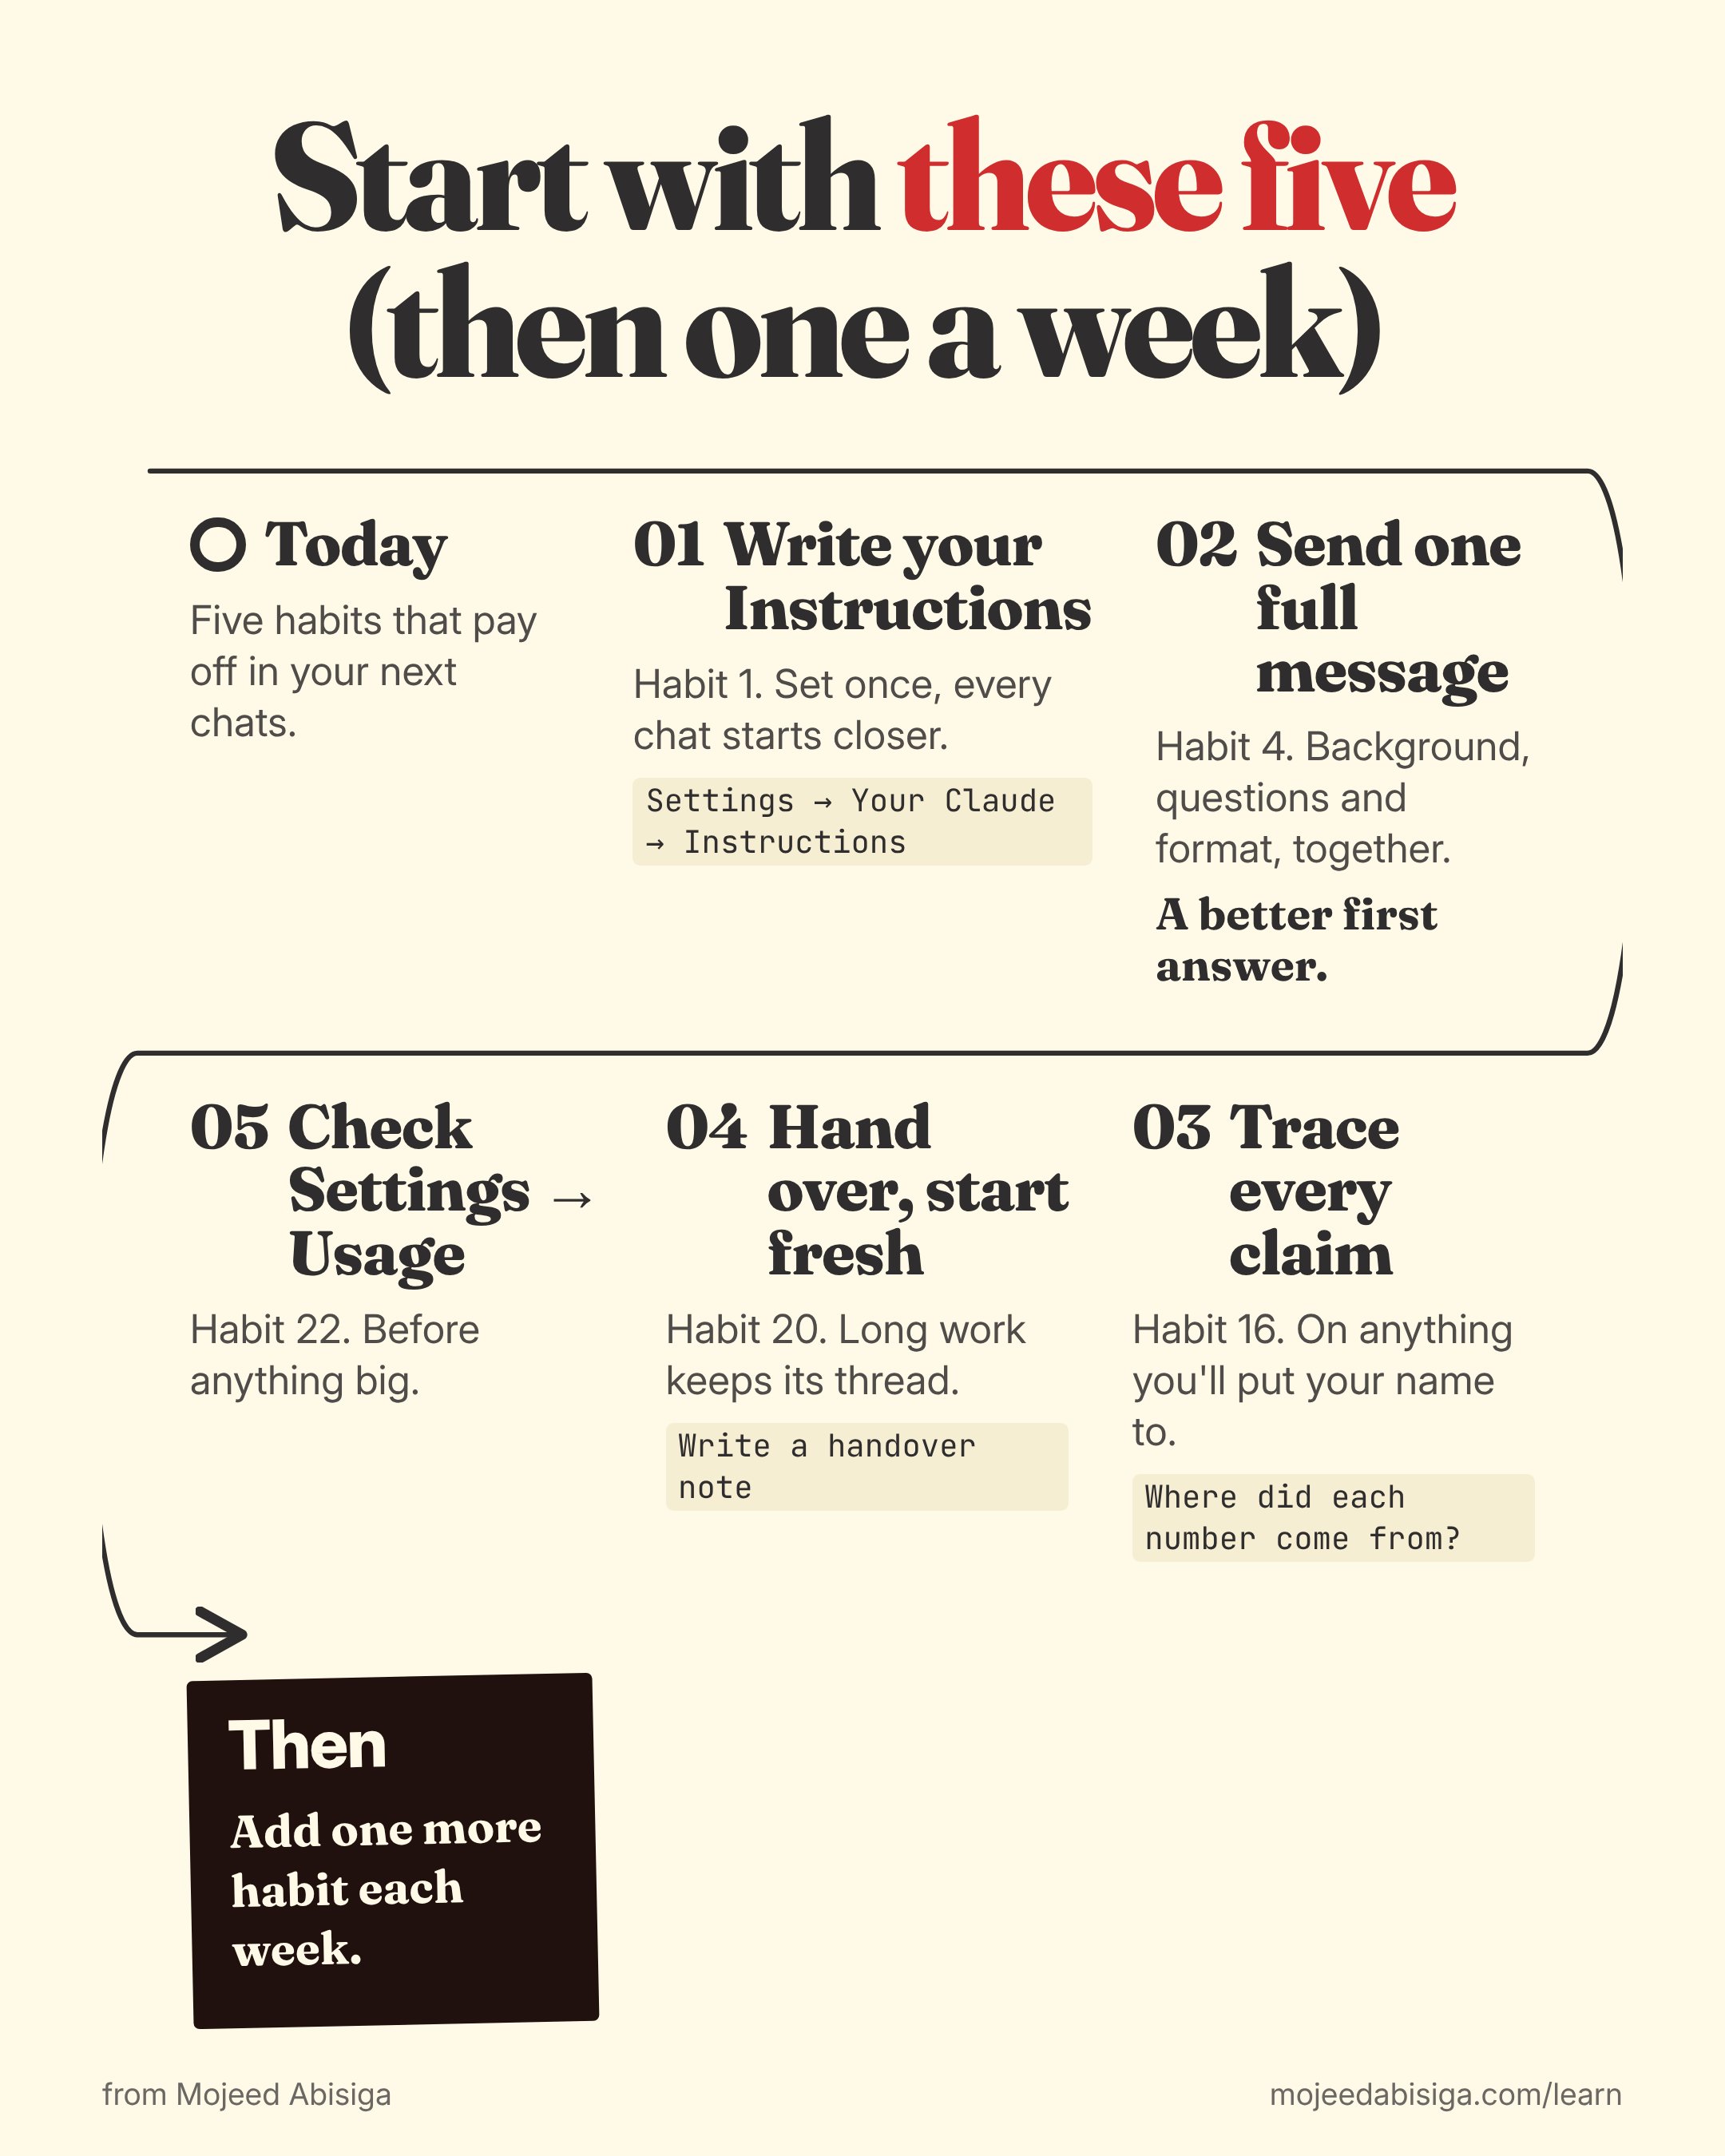 Start with these five
(then one a week)
Today
Five habits that pay
off in your next
chats.
01 Write your
Instructions
Habit 1. Set once, every
chat starts closer.
Settings → Your Claude
→ Instructions
02 Send one
full
message
Habit 4. Background,
questions and
format, together.
A better first
answer.
03 Trace
every
claim
Habit 16. On anything
you'll put your name
to.
Where did each
number come from?
04 Hand
over, start
fresh
Habit 20. Long work
keeps its thread.
Write a handover
note
05 Check
Settings →
Usage
Habit 22. Before
anything big.
Then
Add one more
habit each
week.
from Mojeed Abisiga
mojeedabisiga.com/learn